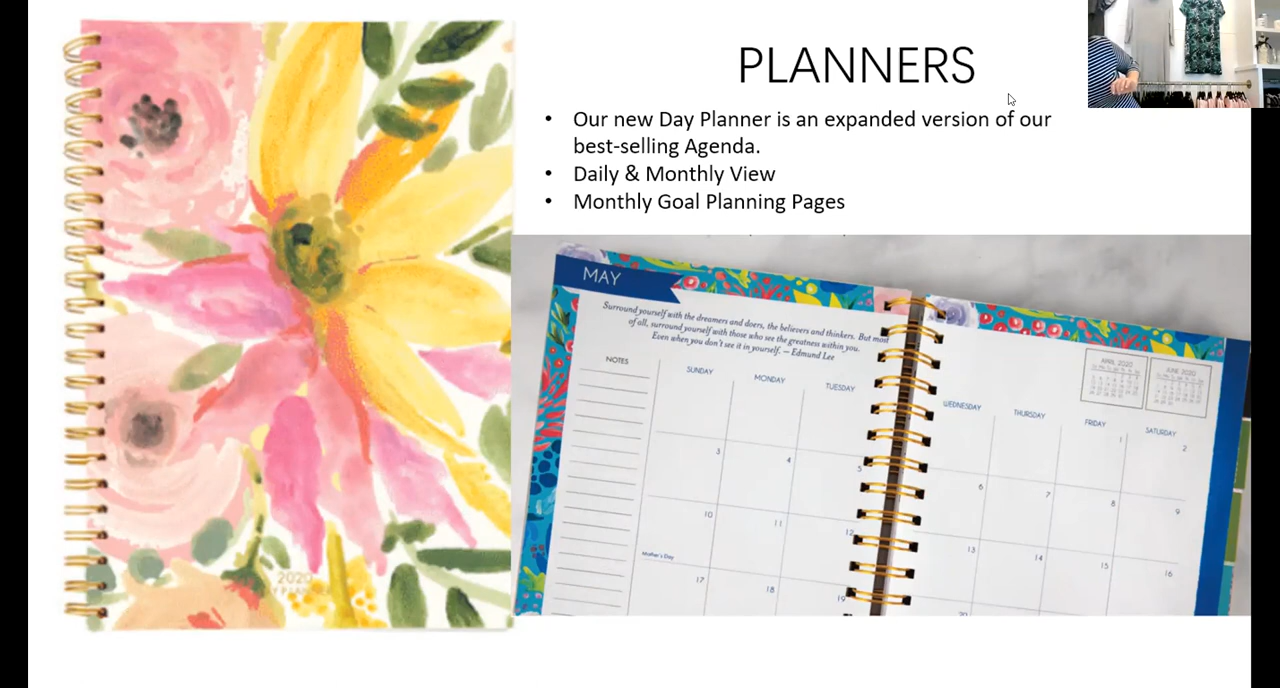 PLANNERS
• Our new Day Planner is an expanded version of our
best-selling Agenda.
• Daily & Monthly View
• Monthly Goal Planning Pages
2020
MAY
Surround yourself with the dreamers and doers, the believers and thinkers. But most
of all, surround yourself with those who see the greatness within you.
Even when you don't see it in yourself. — Edmund Lee
NOTES
SUNDAY
MONDAY
TUESDAY
APRIL 2020
JUNE 2020
WEDNESDAY
THURSDAY
FRIDAY
SATURDAY
1
2
3
4
5
6
7
8
9
10
11
12
13
14
15
16
Mother's Day
17
18
19
20